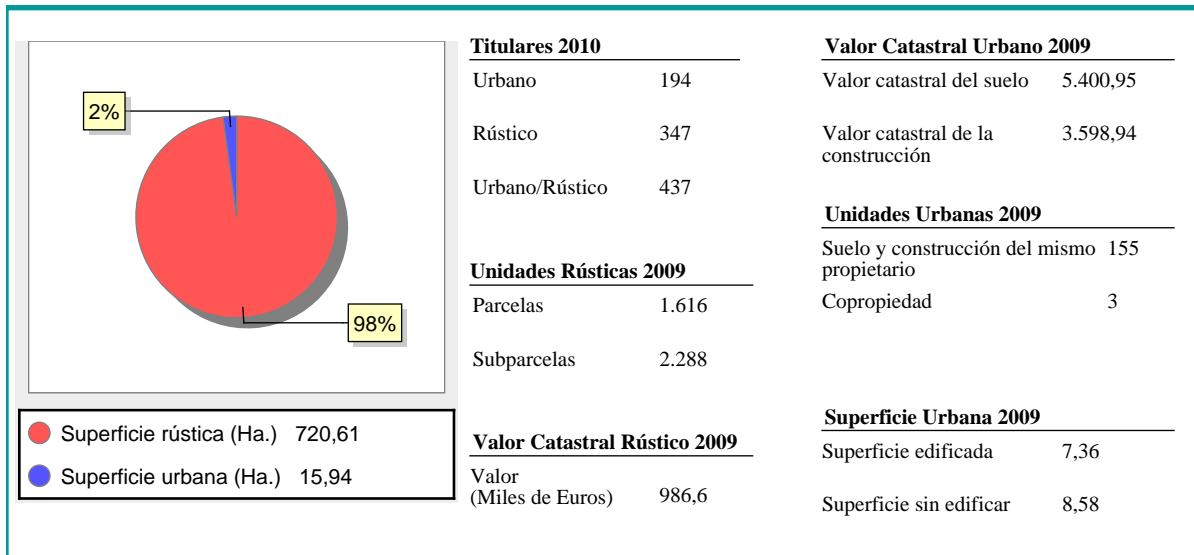 2%
98%
Superficie rústica (Ha.) 720,61
Superficie urbana (Ha.) 15,94
Titulares 2010
Urbano 194
Rústico 347
Urbano/Rústico 437
Unidades Rústicas 2009
Parcelas 1.616
Subparcelas 2.288
Valor Catastral Rústico 2009
Valor
(Miles de Euros) 986,6
Valor Catastral Urbano 2009
Valor catastral del suelo 5.400,95
Valor catastral de la 3.598,94
construcción
Unidades Urbanas 2009
Suelo y construcción del mismo 155
propietario
Copropiedad 3
Superficie Urbana 2009
Superficie edificada 7,36
Superficie sin edificar 8,58